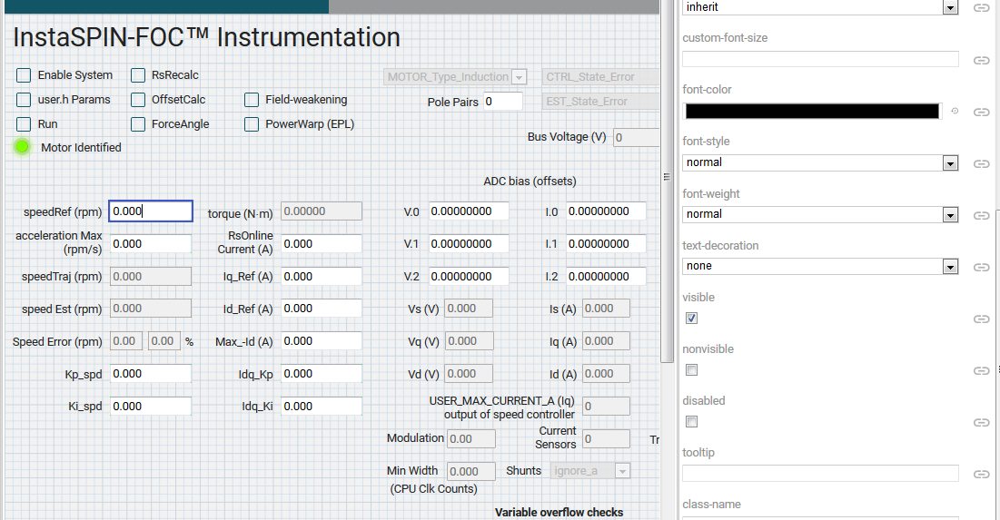 InstaSPIN-FOC™ Instrumentation
Enable System RsRecalc MOTOR_Type_Induction CTRL_State_Error
user.h Params OffsetCalc Field-weakening Pole Pairs 0 EST_State_Error
Run ForceAngle PowerWarp (EPL)
Bus Voltage (V) 0
Motor Identified
ADC bias (offsets)
speedRef (rpm) 0.000 torque (N·m) 0.00000 V.0 0.00000000 I.0 0.00000000
acceleration Max
(rpm/s) 0.000 RsOnline
Current (A) 0.000 V.1 0.00000000 I.1 0.00000000
speedTraj (rpm) 0.000 Iq_Ref (A) 0.000 V.2 0.00000000 I.2 0.00000000
speed Est (rpm) 0.000 Id_Ref (A) 0.000 Vs (V) 0.000 Is (A) 0.000
Speed Error (rpm) 0.00 0.00 % Max_-Id (A) 0.000 Vq (V) 0.000 Iq (A) 0.000
Kp_spd 0.000 Idq_Kp 0.000 Vd (V) 0.000 Id (A) 0.000
Ki_spd 0.000 Idq_Ki 0.000 USER_MAX_CURRENT_A (Iq)
output of speed controller 0
Modulation 0.00 Current
Sensors 0 Tr
Min Width 0.000 Shunts ignore_a
(CPU Clk Counts)
Variable overflow checks
inherit
custom-font-size
font-color
font-style
normal
font-weight
normal
text-decoration
none
visible
nonvisible
disabled
tooltip
class-name